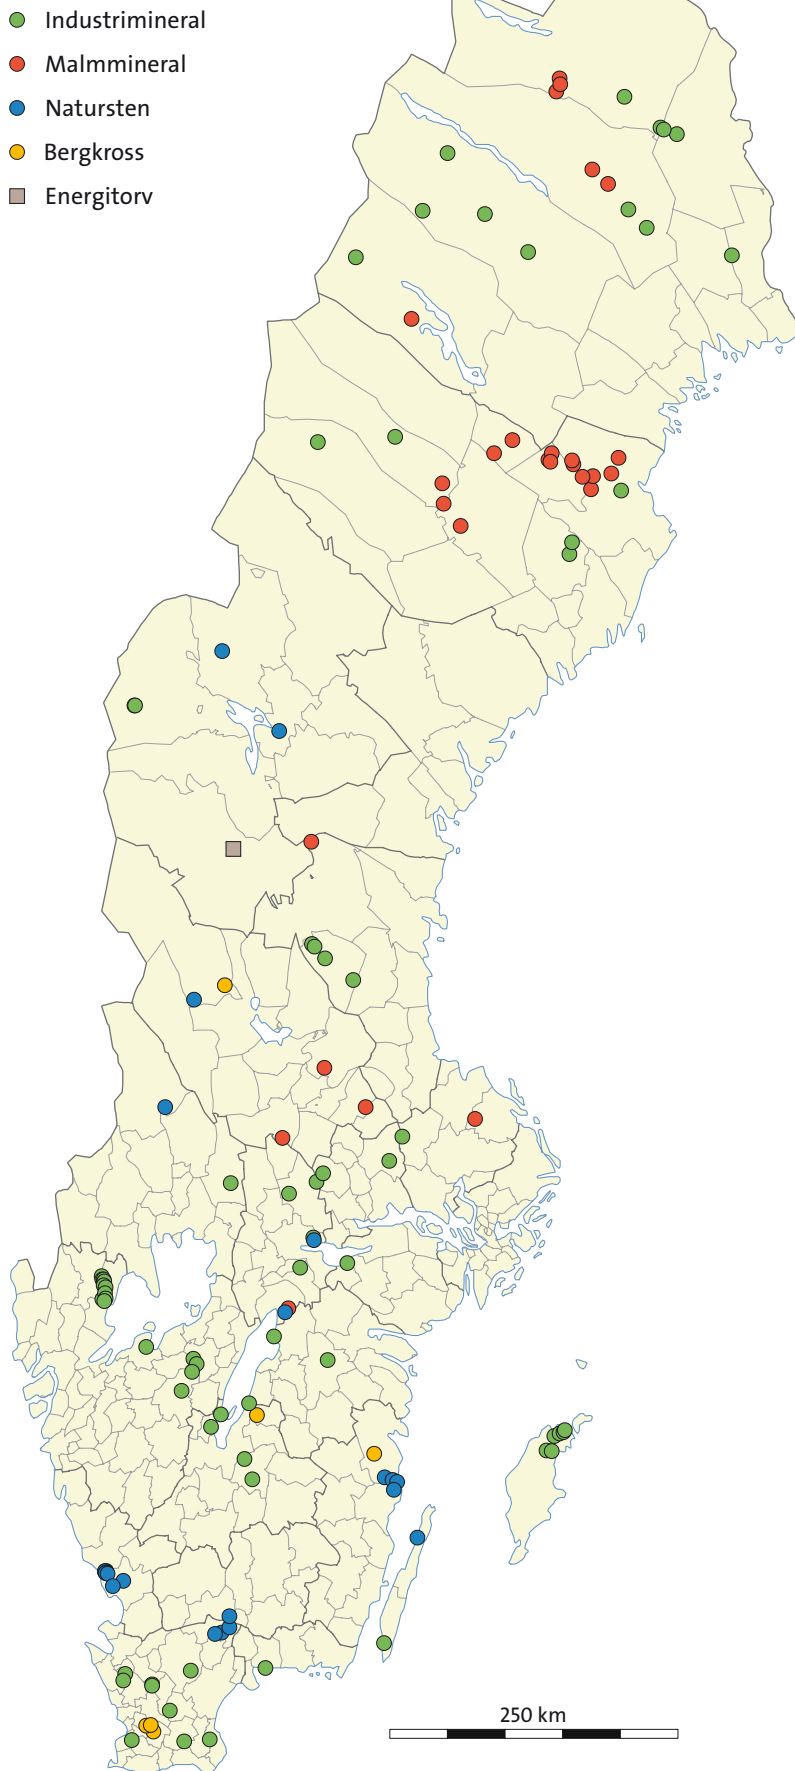 Industrimineral
Malmmineral
Natursten
Bergkross
Energitorv
250 km